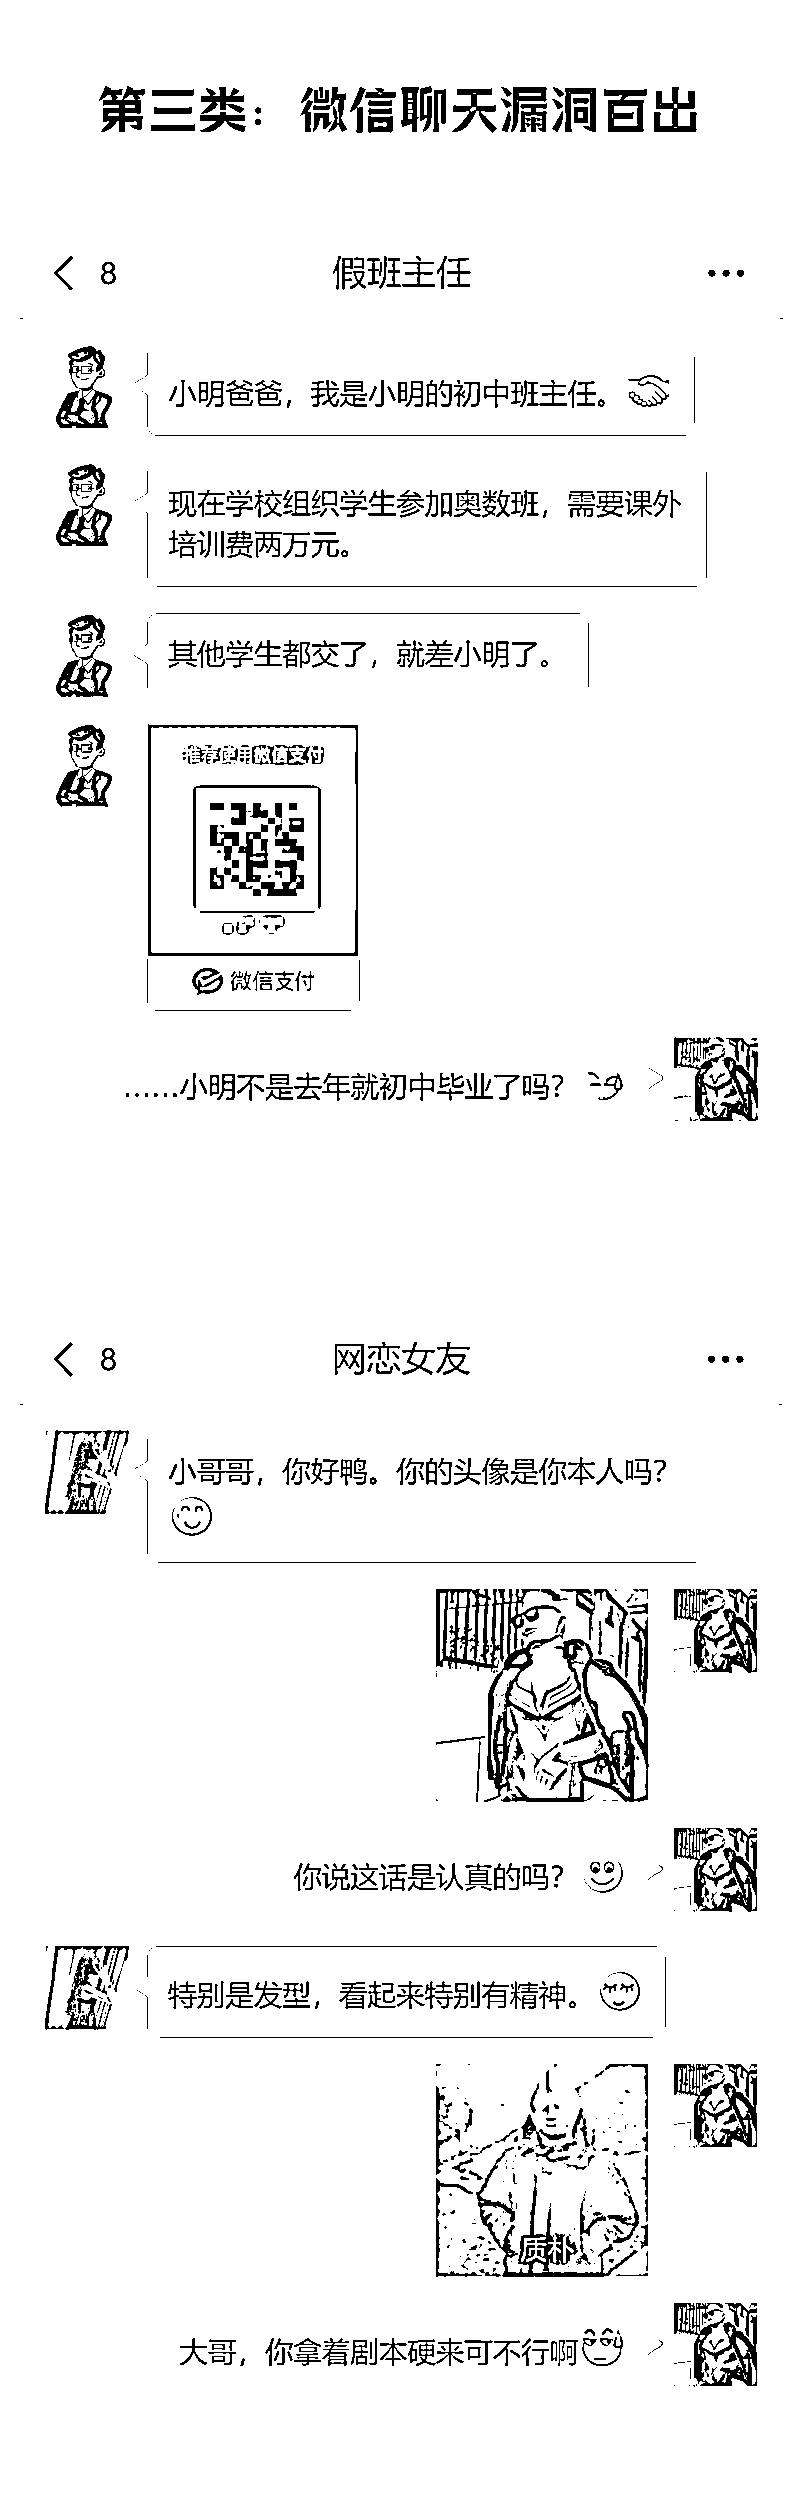 第三类：微信聊天漏洞百出
8
假班主任
小明爸爸，我是小明的初中班主任。
现在学校组织学生参加奥数班，需要课外
培训费两万元。
其他学生都交了，就差小明了。
推荐使用微信支付
微信支付
……小明不是去年就初中毕业了吗？
8
网恋女友
小哥哥，你好鸭。你的头像是你本人吗？
你说这话是认真的吗？
特别是发型，看起来特别有精神。
质朴
大哥，你拿着剧本硬来可不行啊